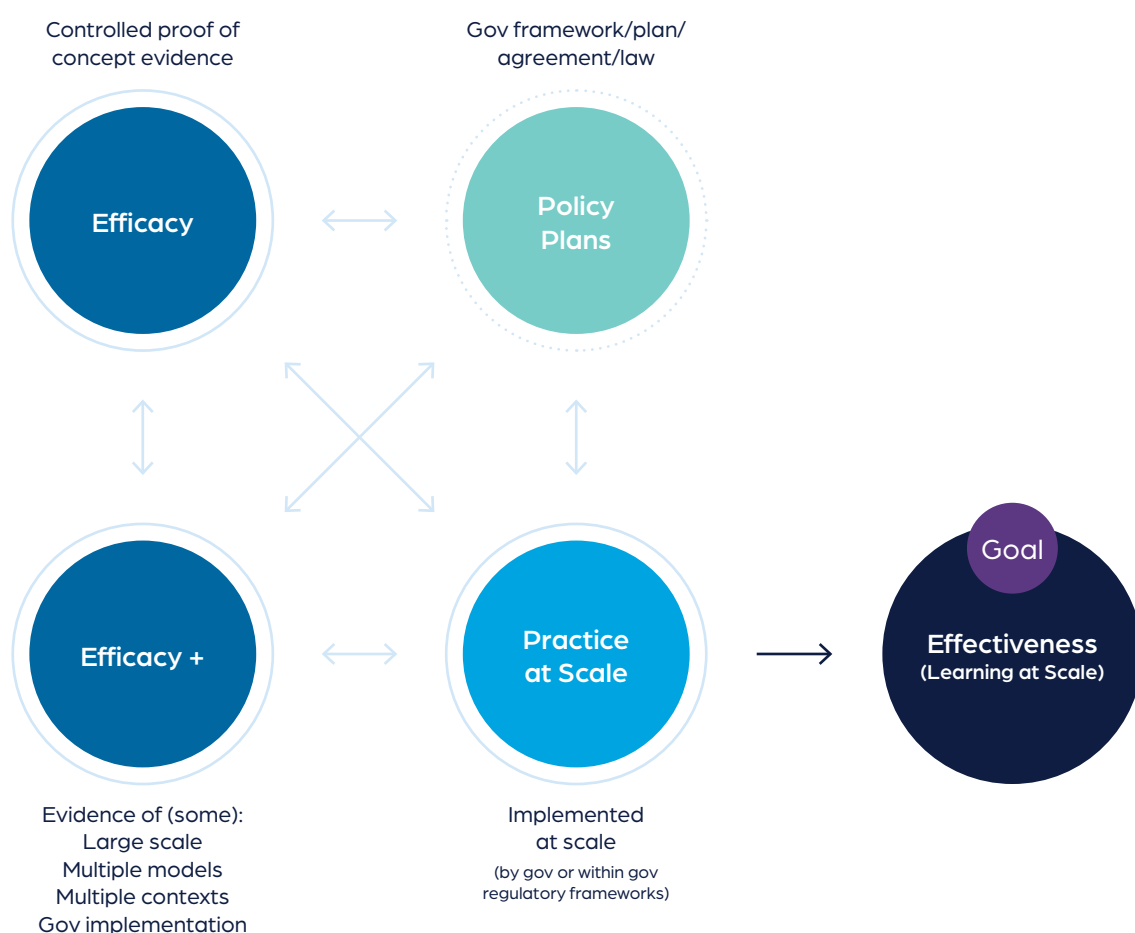 Controlled proof of
concept evidence
Gov framework/plan/
agreement/law
Efficacy
Policy
Plans
Efficacy +
Practice
at Scale
Goal
Effectiveness
(Learning at Scale)
Evidence of (some):
Large scale
Multiple models
Multiple contexts
Gov implementation
Implemented
at scale
(by gov or within gov
regulatory frameworks)